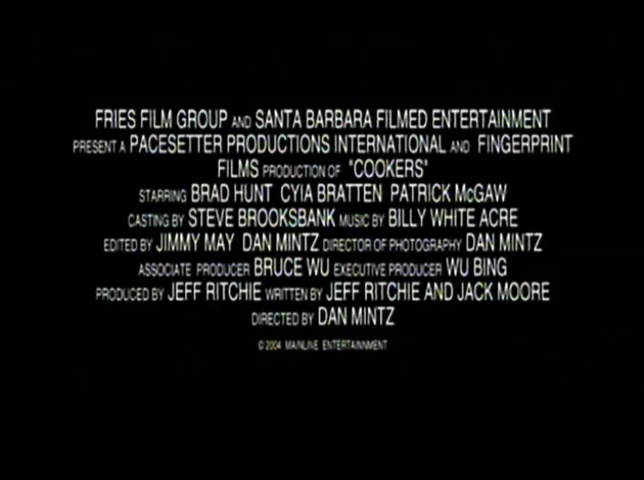 FRIES FILM GROUP AND SANTA BARBARA FILMED ENTERTAINMENT
PRESENT A PACESETTER PRODUCTIONS INTERNATIONAL AND FINGERPRINT
FILMS PRODUCTION OF "COOKERS"
STARRING BRAD HUNT CYIA BRATTEN PATRICK McGAW
CASTING BY STEVE BROOKSBANK MUSIC BY BILLY WHITE ACRE
EDITED BY JIMMY MAY DAN MINTZ DIRECTOR OF PHOTOGRAPHY DAN MINTZ
ASSOCIATE PRODUCER BRUCE WU EXECUTIVE PRODUCER WU BING
PRODUCED BY JEFF RITCHIE WRITTEN BY JEFF RITCHIE AND JACK MOORE
DIRECTED BY DAN MINTZ
© 2004 MAINLINE ENTERTAINMENT